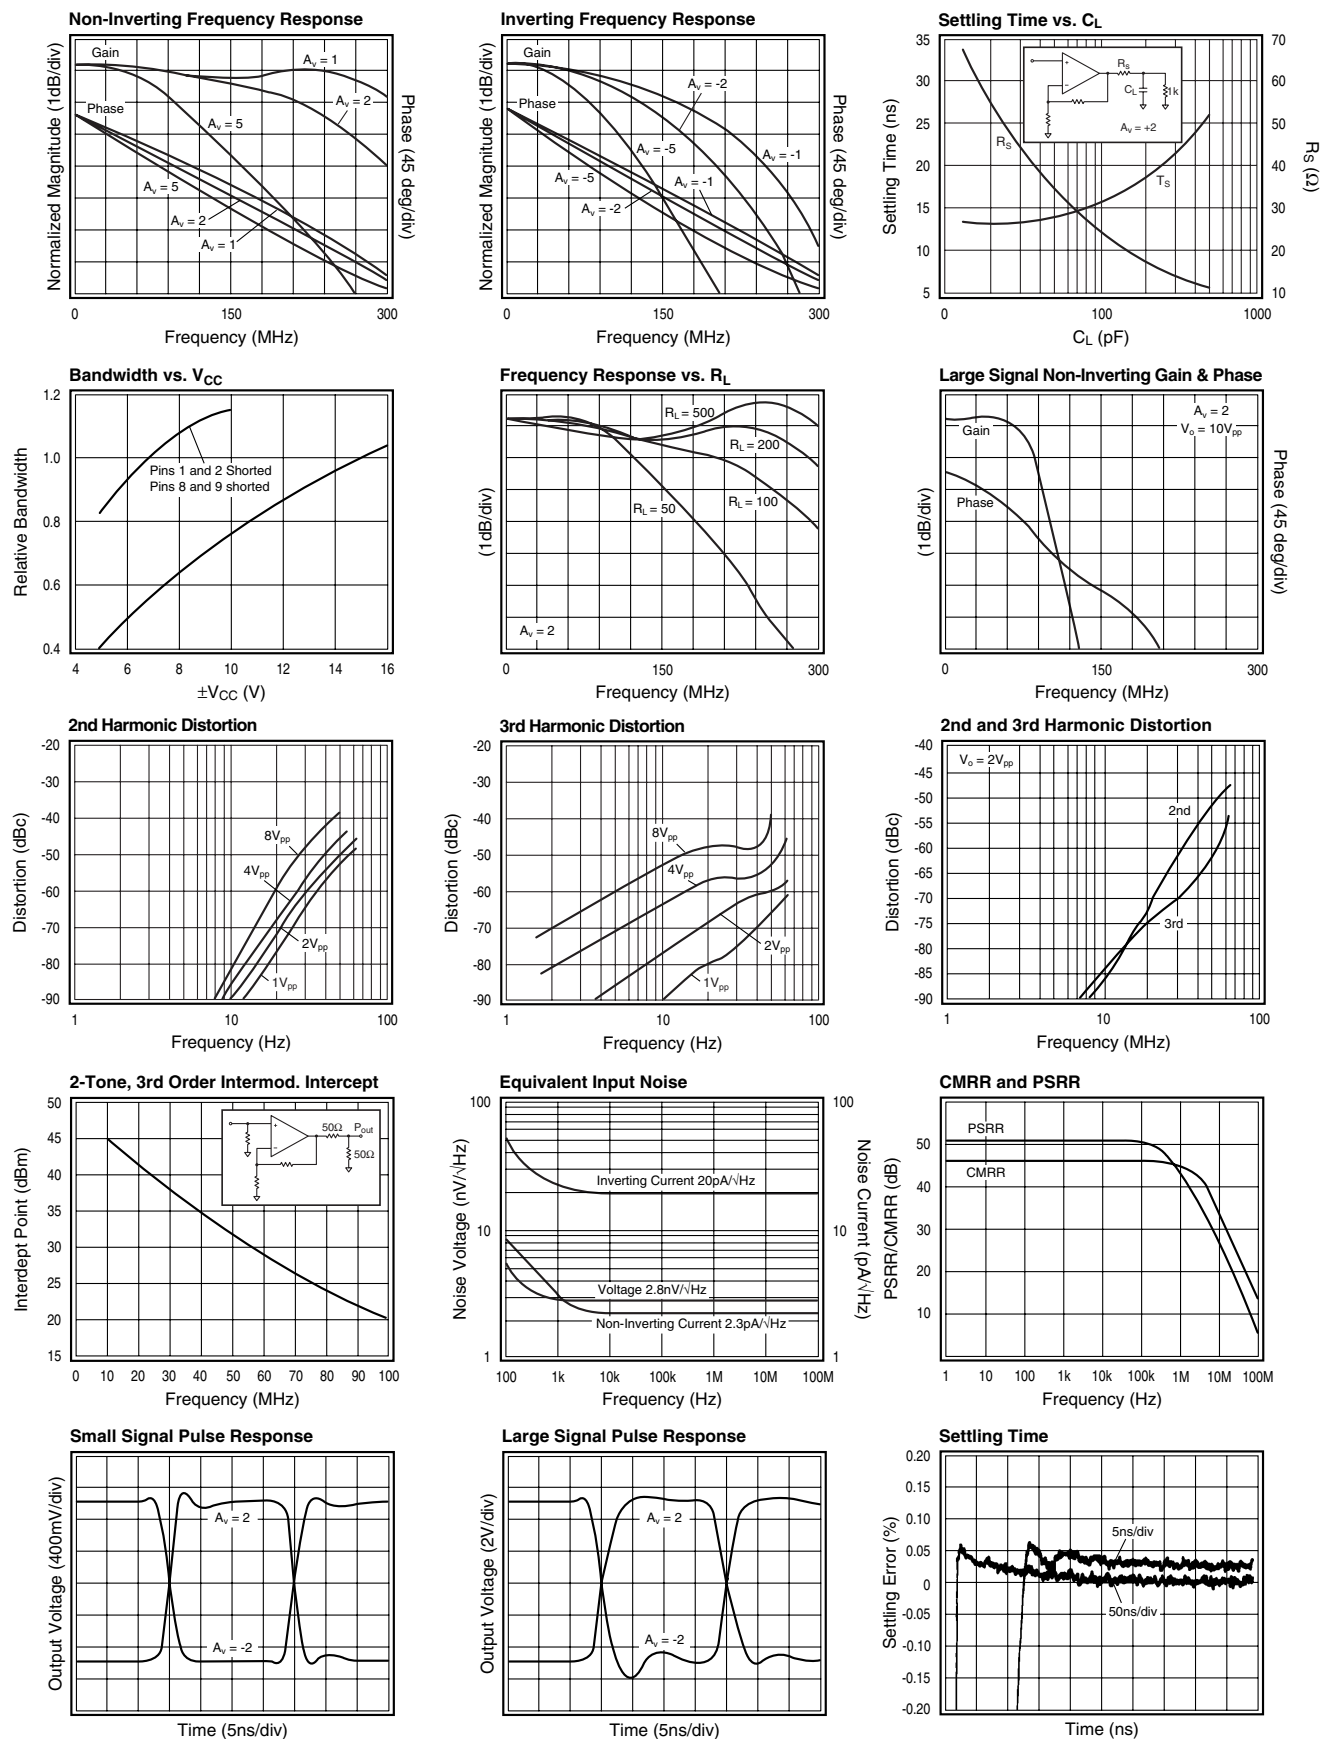 Non-Inverting Frequency Response
Normalized Magnitude (1dB/div)
Phase (45 deg/div)
Gain
Phase
Av = 1
Av = 2
Av = 5
Av = 5
Av = 2
Av = 1
0 150 300
Frequency (MHz)
Inverting Frequency Response
Normalized Magnitude (1dB/div)
Phase (45 deg/div)
Gain
Phase
Av = -2
Av = -5
Av = -1
Av = -5
Av = -1
Av = -2
0 150 300
Frequency (MHz)
Settling Time vs. CL
Settling Time (ns)
RS (Ω)
35
30
25
20
15
10
5
70
60
50
40
30
20
10
+
-
RS
CL
1k
Av = +2
RS
TS
0 100 1000
CL (pF)
Bandwidth vs. VCC
Relative Bandwidth
1.2
1.0
0.8
0.6
0.4
Pins 1 and 2 Shorted
Pins 8 and 9 shorted
4 6 8 10 12 14 16
±VCC (V)
Frequency Response vs. RL
(1dB/div)
RL = 500
RL = 200
RL = 100
RL = 50
Av = 2
0 150 300
Frequency (MHz)
Large Signal Non-Inverting Gain & Phase
(1dB/div)
Phase (45 deg/div)
Av = 2
Vo = 10Vpp
Gain
Phase
0 150 300
Frequency (MHz)
2nd Harmonic Distortion
Distortion (dBc)
-20
-30
-40
-50
-60
-70
-80
-90
8Vpp
4Vpp
2Vpp
1Vpp
1 10 100
Frequency (Hz)
3rd Harmonic Distortion
Distortion (dBc)
-20
-30
-40
-50
-60
-70
-80
-90
8Vpp
4Vpp
2Vpp
1Vpp
1 10 100
Frequency (Hz)
2nd and 3rd Harmonic Distortion
Distortion (dBc)
-40
-45
-50
-55
-60
-65
-70
-75
-80
-85
-90
Vo = 2Vpp
2nd
3rd
1 10 100
Frequency (MHz)
2-Tone, 3rd Order Intermod. Intercept
Interdept Point (dBm)
50
45
40
35
30
25
20
15
+
-
50Ω
Pout
50Ω
0 10 20 30 40 50 60 70 80 90 100
Frequency (MHz)
Equivalent Input Noise
Noise Voltage (nV/√Hz)
Noise Current (pA/√Hz)
100
10
1
100
10
1
Inverting Current 20pA/√Hz
Voltage 2.8nV/√Hz
Non-Inverting Current 2.3pA/√Hz
100 1k 100k 1M 10M 100M
Frequency (Hz)
CMRR and PSRR
PSRR/CMRR (dB)
50
40
30
20
10
PSRR
CMRR
1 10 100 1k 10k 100k 1M 10M 100M
Frequency (Hz)
Small Signal Pulse Response
Output Voltage (400mV/div)
Av = 2
Av = -2
Time (5ns/div)
Large Signal Pulse Response
Output Voltage (2V/div)
Av = 2
Av = -2
Time (5ns/div)
Settling Time
Settling Error (%)
0.20
0.15
0.10
0.05
0
-0.05
-0.10
-0.15
-0.20
5ns/div
50ns/div
Time (ns)